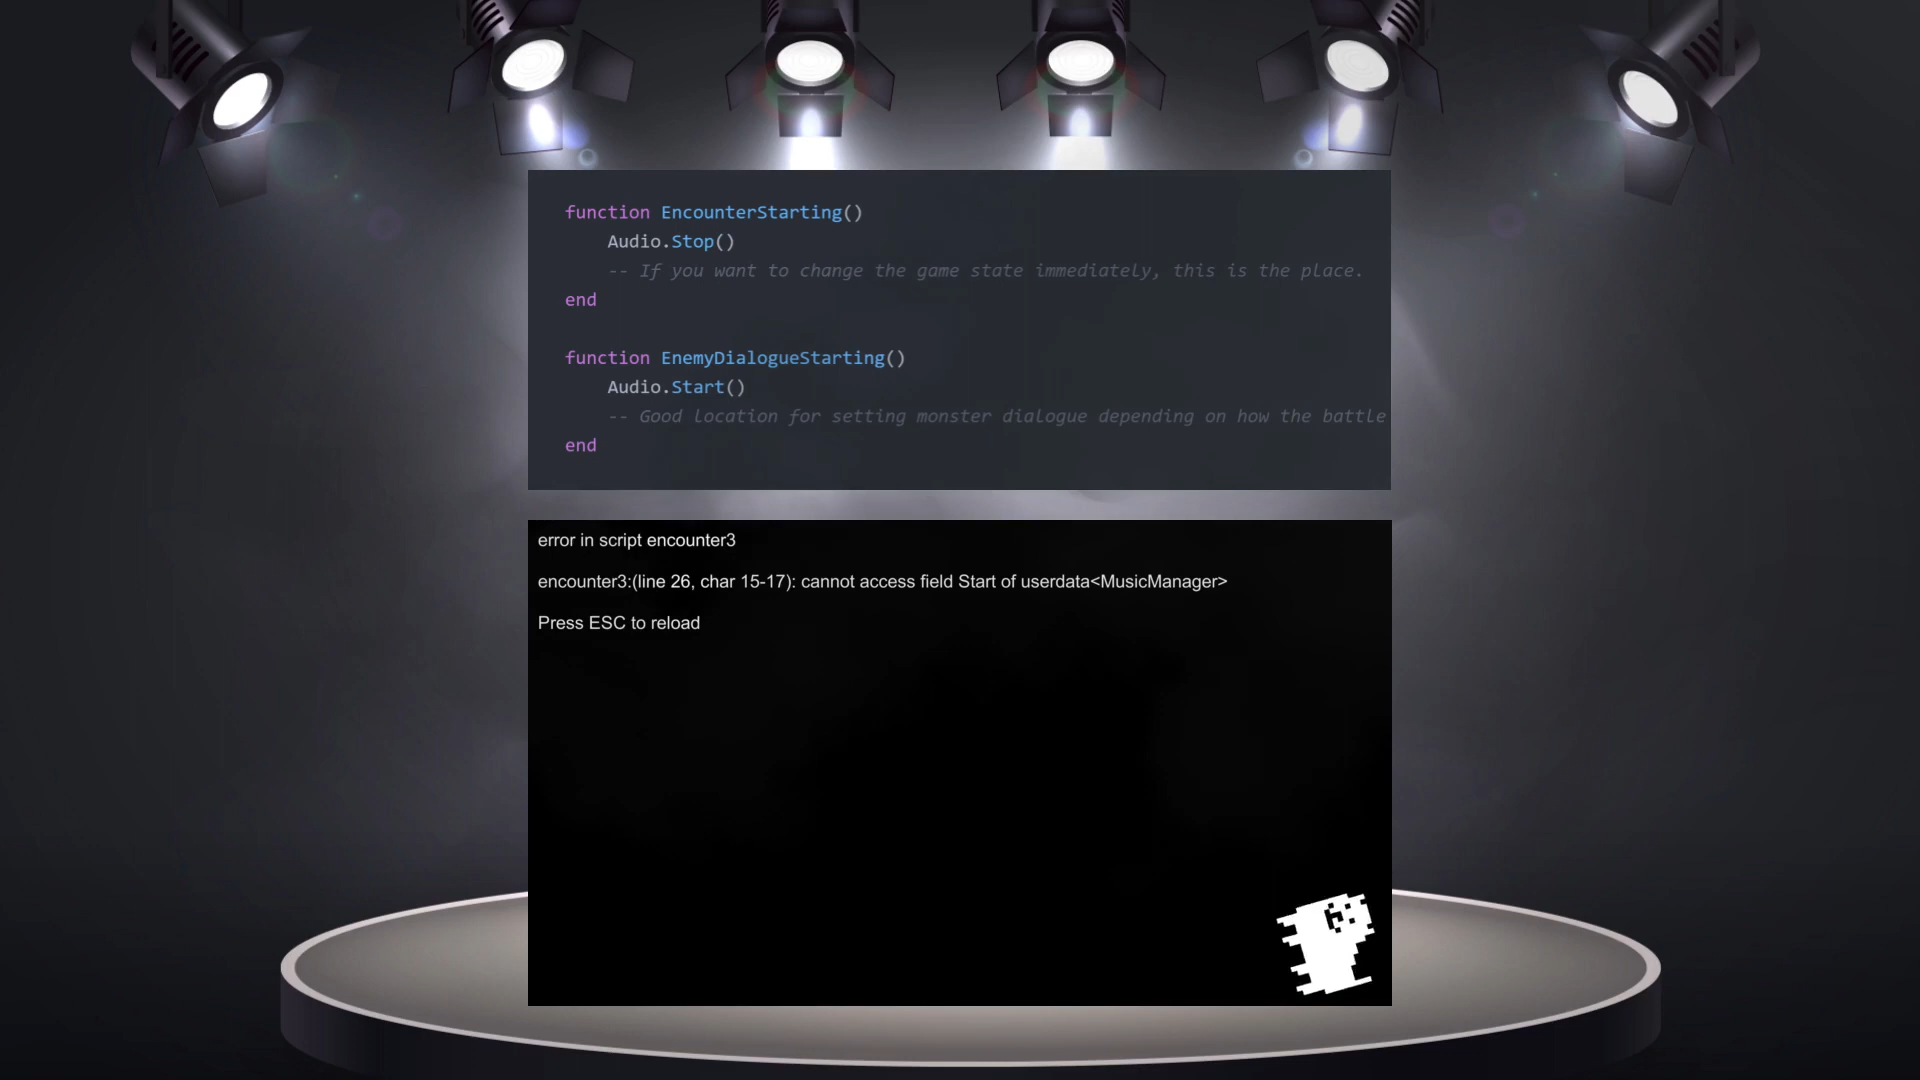 function EncounterStarting()
    Audio.Stop()
    -- If you want to change the game state immediately, this is the place.
end
function EnemyDialogueStarting()
    Audio.Start()
    -- Good location for setting monster dialogue depending on how the battle
end
error in script encounter3
encounter3:(line 26, char 15-17): cannot access field Start of userdata<MusicManager>
Press ESC to reload